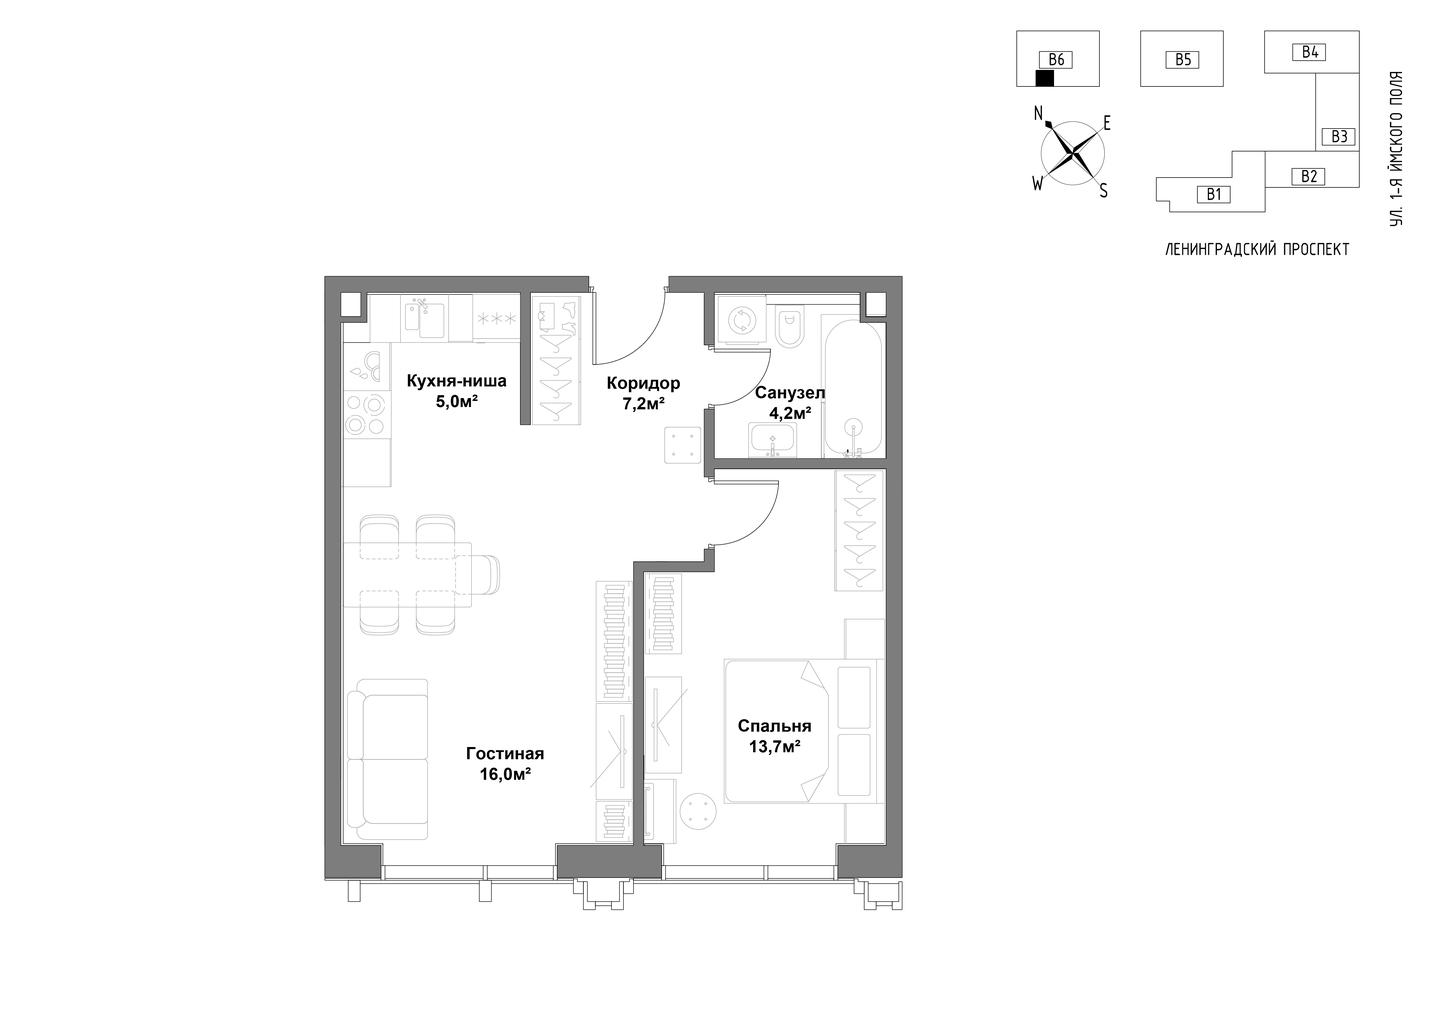 B6
B5
B4
N
E
B3
W
S
B2
B1
УЛ. 1-Я ЯМСКОГО ПОЛЯ
ЛЕНИНГРАДСКИЙ ПРОСПЕКТ
Кухня-ниша
5,0м²
Коридор
7,2м²
Санузел
4,2м²
Спальня
13,7м²
Гостиная
16,0м²